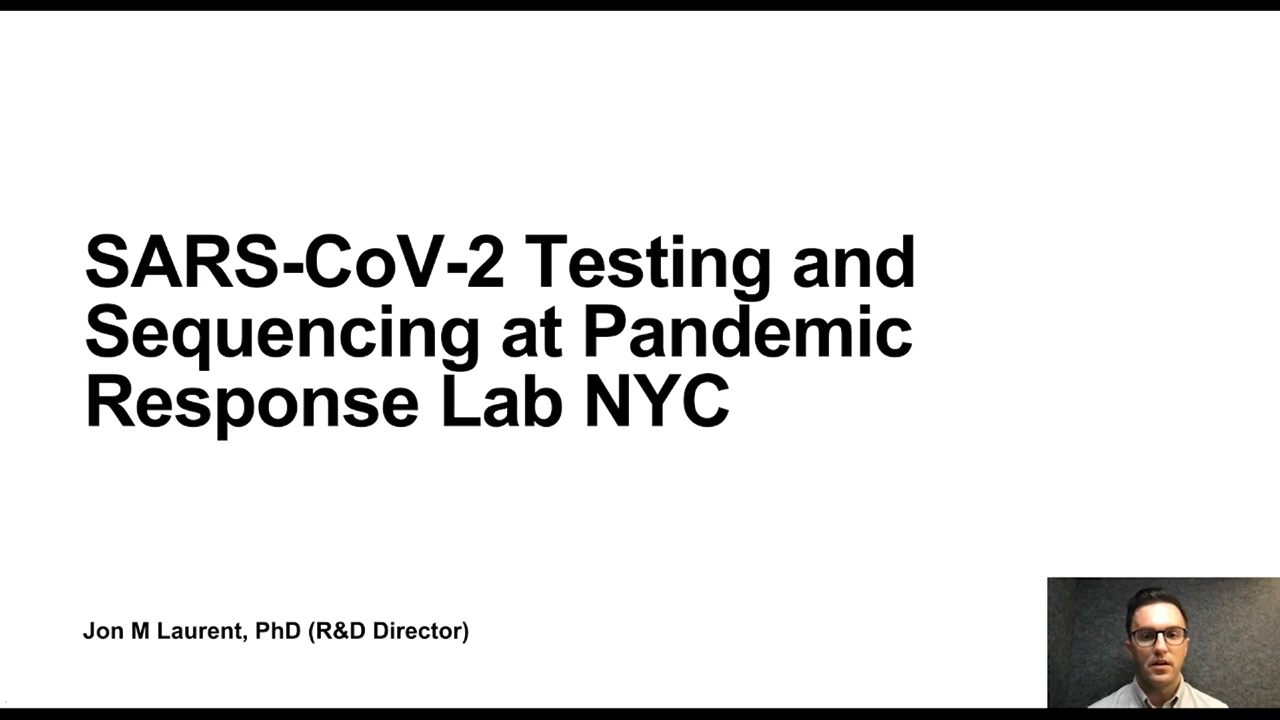 SARS-CoV-2 Testing and
Sequencing at Pandemic
Response Lab NYC
Jon M Laurent, PhD (R&D Director)